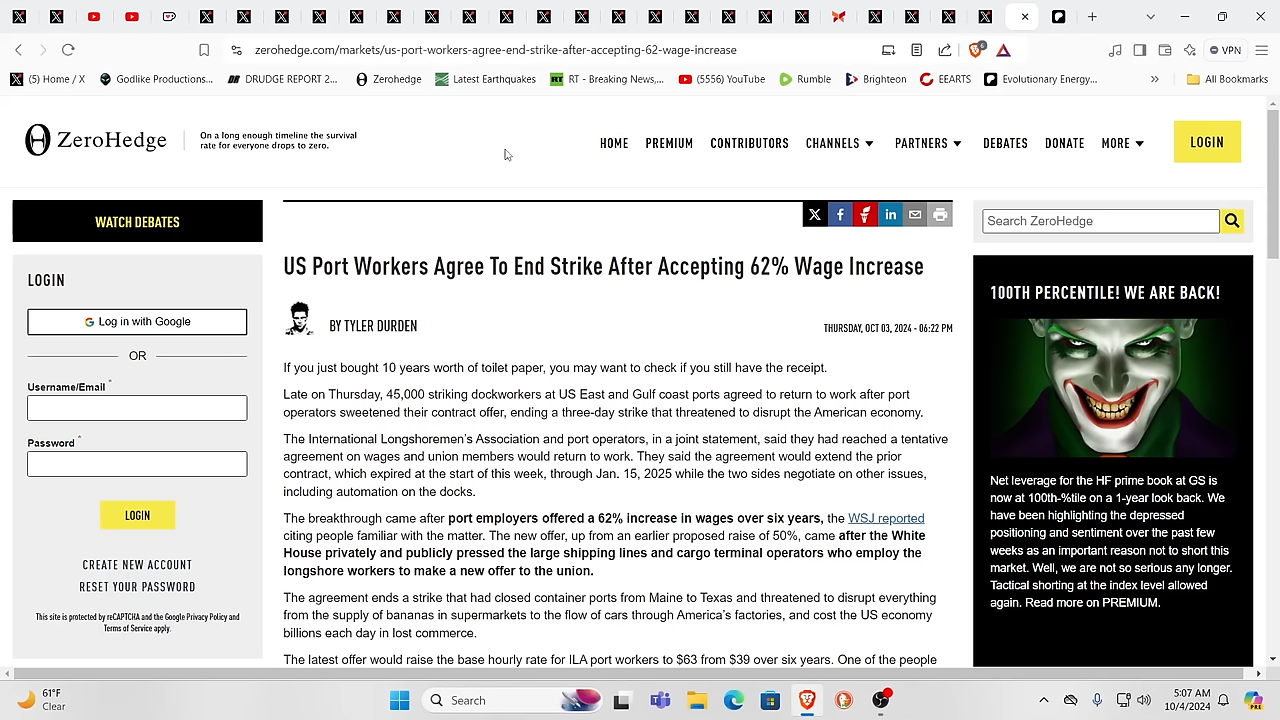 zerohedge.com/markets/us-port-workers-agree-end-strike-after-accepting-62-wage-increase
6
VPN
(5) Home / X
Godlike Productions...
DRUDGE REPORT 2...
Zerohedge
Latest Earthquakes
RT - Breaking News,...
(5556) YouTube
Rumble
Brighteon
EEARTS
Evolutionary Energy...
All Bookmarks
ZeroHedge
On a long enough timeline the survival
rate for everyone drops to zero.
HOME
PREMIUM
CONTRIBUTORS
CHANNELS
PARTNERS
DEBATES
DONATE
MORE
LOGIN
WATCH DEBATES
LOGIN
Log in with Google
OR
Username/Email *
Password *
LOGIN
CREATE NEW ACCOUNT
RESET YOUR PASSWORD
This site is protected by reCAPTCHA and the Google Privacy Policy and
Terms of Service apply.
US Port Workers Agree To End Strike After Accepting 62% Wage Increase
BY TYLER DURDEN
THURSDAY, OCT 03, 2024 - 06:22 PM
If you just bought 10 years worth of toilet paper, you may want to check if you still have the receipt.
Late on Thursday, 45,000 striking dockworkers at US East and Gulf coast ports agreed to return to work after port
operators sweetened their contract offer, ending a three-day strike that threatened to disrupt the American economy.
The International Longshoremen's Association and port operators, in a joint statement, said they had reached a tentative
agreement on wages and union members would return to work. They said the agreement would extend the prior
contract, which expired at the start of this week, through Jan. 15, 2025 while the two sides negotiate on other issues,
including automation on the docks.
The breakthrough came after port employers offered a 62% increase in wages over six years, the WSJ reported
citing people familiar with the matter. The new offer, up from an earlier proposed raise of 50%, came after the White
House privately and publicly pressed the large shipping lines and cargo terminal operators who employ the
longshore workers to make a new offer to the union.
The agreement ends a strike that had closed container ports from Maine to Texas and threatened to disrupt everything
from the supply of bananas in supermarkets to the flow of cars through America's factories, and cost the US economy
billions each day in lost commerce.
The latest offer would raise the base hourly rate for ILA port workers to $63 from $39 over six years. One of the people
Search ZeroHedge
100TH PERCENTILE! WE ARE BACK!
Net leverage for the HF prime book at GS is
now at 100th-%tile on a 1-year look back. We
have been highlighting the depressed
positioning and sentiment over the past few
weeks as an important reason not to short this
market. Well, we are not so serious any longer.
Tactical shorting at the index level allowed
again. Read more on PREMIUM.
61°F
Clear
Search
5:07 AM
10/4/2024
PRE